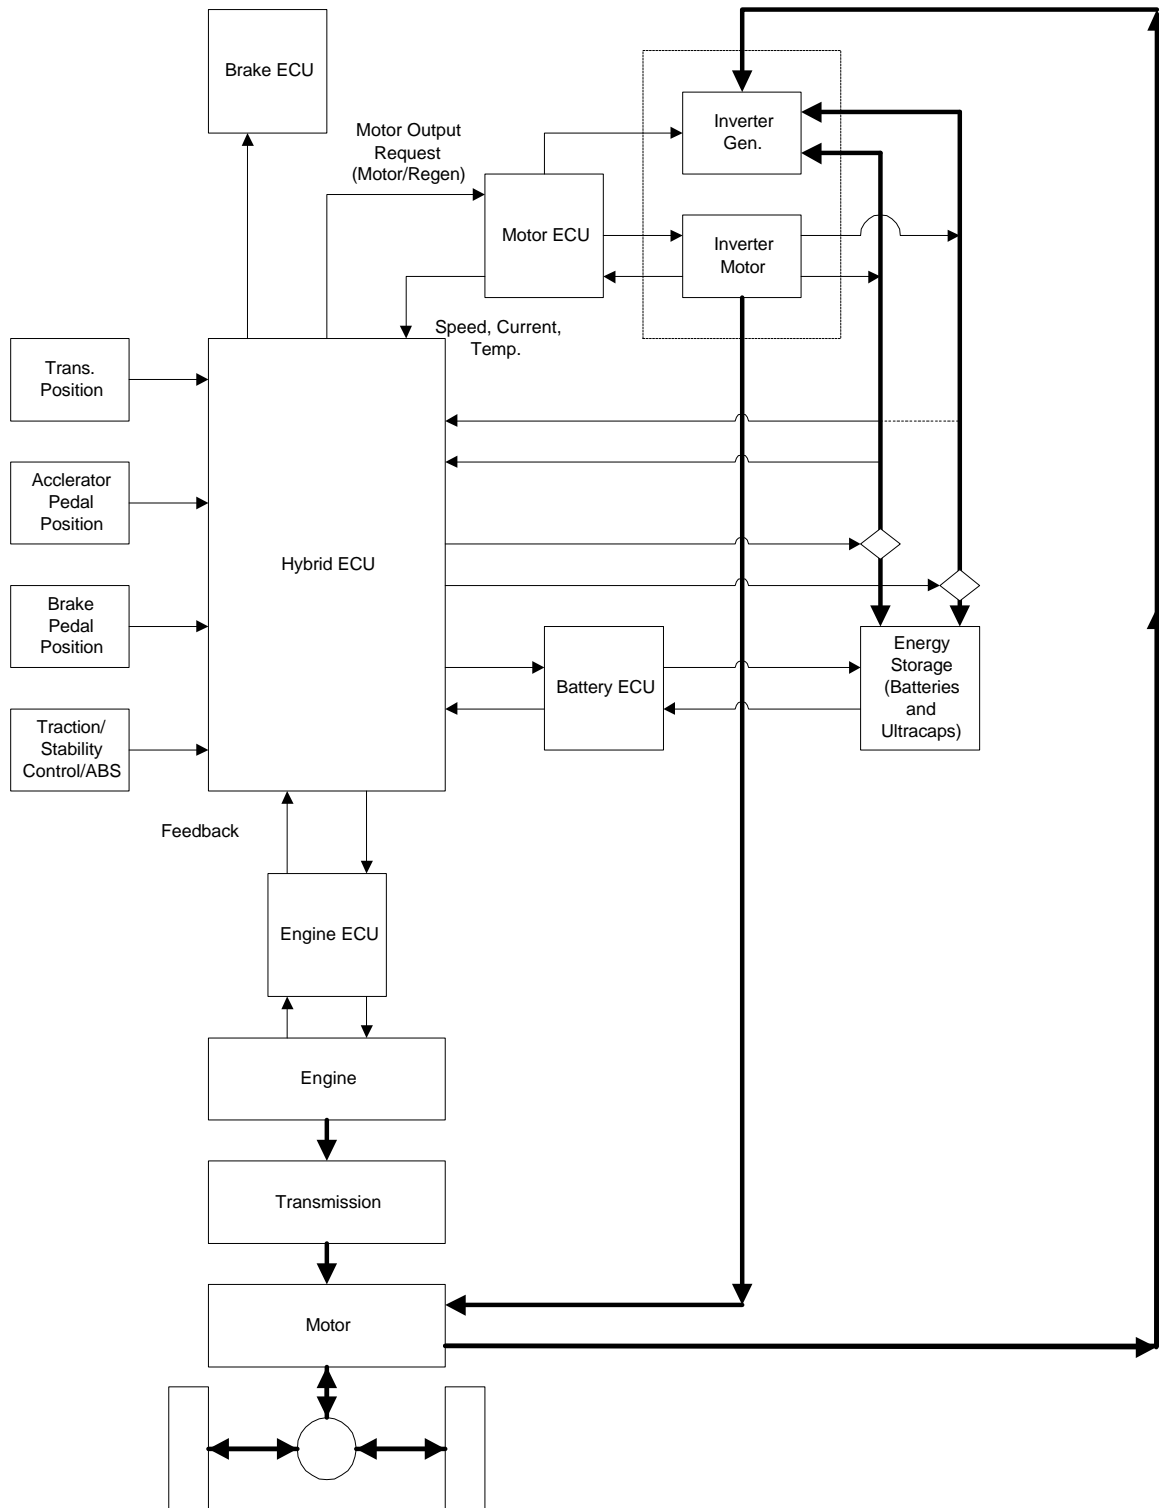 Brake ECU
Motor Output
Request
(Motor/Regen)
Inverter
Gen.
Motor ECU
Inverter
Motor
Speed, Current,
Temp.
Trans.
Position
Acclerator
Pedal
Position
Hybrid ECU
Brake
Pedal
Position
Battery ECU
Energy
Storage
(Batteries
and
Ultracaps)
Traction/
Stability
Control/ABS
Feedback
Engine ECU
Engine
Transmission
Motor